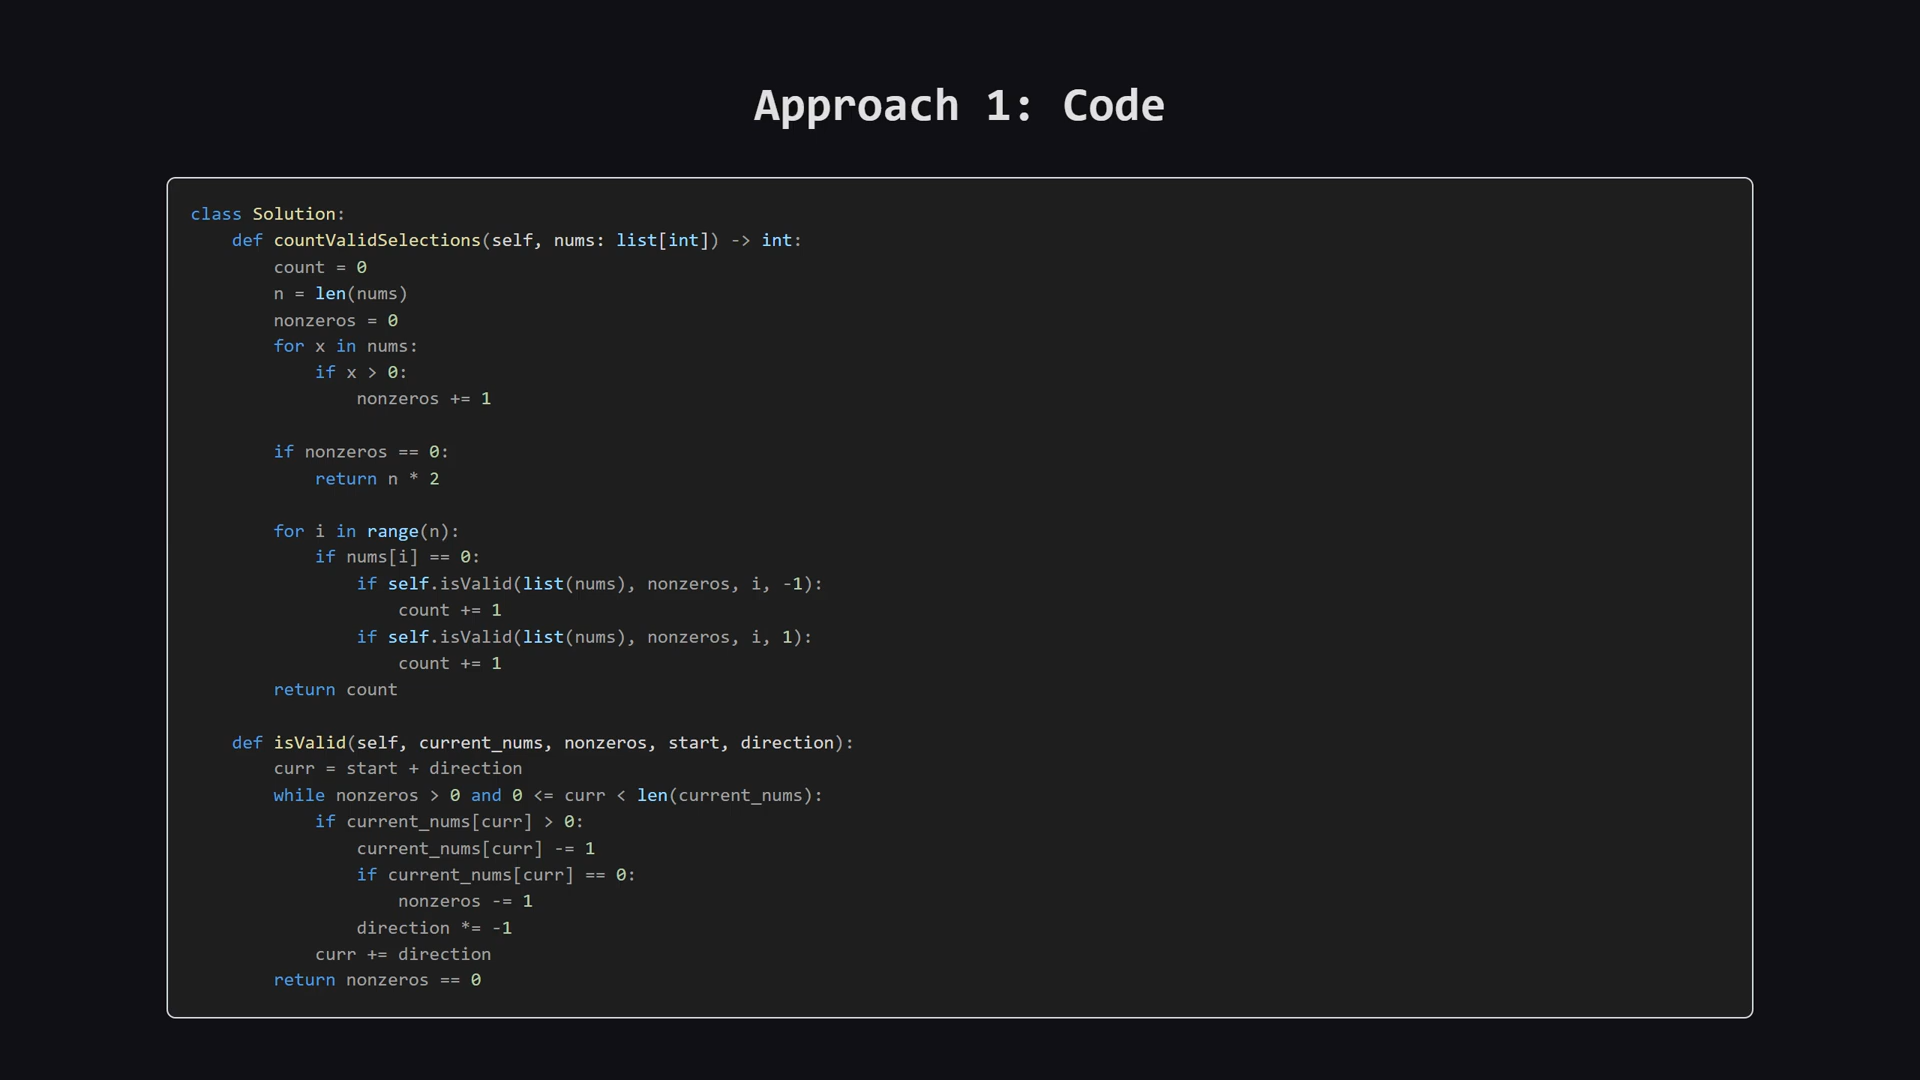 Approach 1: Code
class Solution:
    def countValidSelections(self, nums: list[int]) -> int:
        count = 0
        n = len(nums)
        nonzeros = 0
        for x in nums:
            if x > 0:
                nonzeros += 1

        if nonzeros == 0:
            return n * 2

        for i in range(n):
            if nums[i] == 0:
                if self.isValid(list(nums), nonzeros, i, -1):
                    count += 1
                if self.isValid(list(nums), nonzeros, i, 1):
                    count += 1
        return count

    def isValid(self, current_nums, nonzeros, start, direction):
        curr = start + direction
        while nonzeros > 0 and 0 <= curr < len(current_nums):
            if current_nums[curr] > 0:
                current_nums[curr] -= 1
                if current_nums[curr] == 0:
                    nonzeros -= 1
                direction *= -1
            curr += direction
        return nonzeros == 0